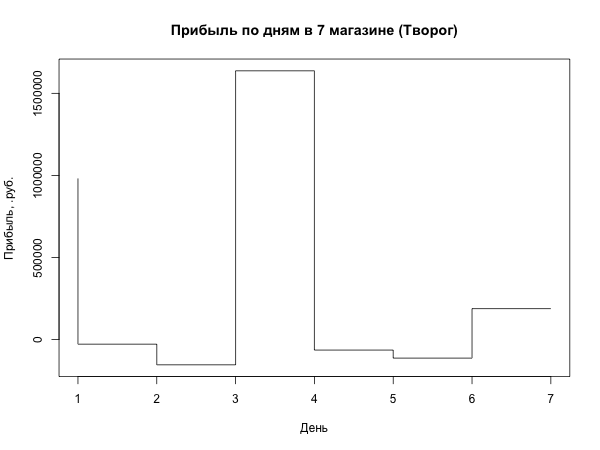 Прибыль по дням в 7 магазине (Творог)
Прибыль, .руб.
1500000
1000000
500000
0
1 2 3 4 5 6 7
День